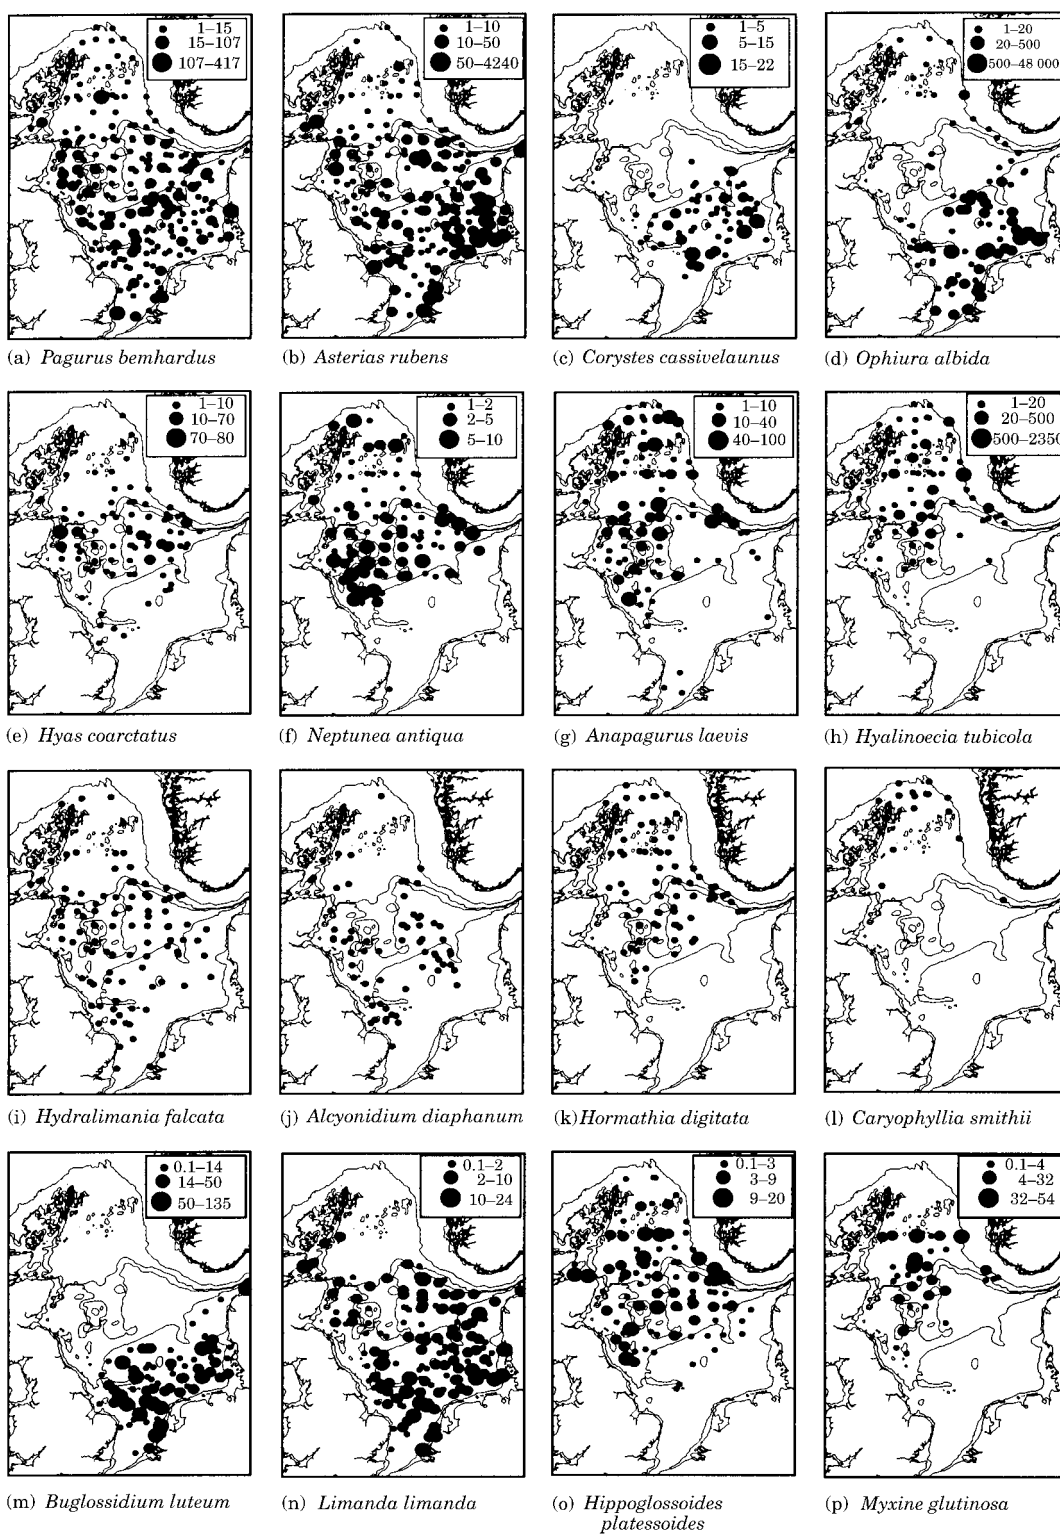 1–15
15–107
107–417
1–10
10–50
50–4240
1–5
5–15
15–22
1–20
20–500
500–48 000
(a) Pagurus bemhardus
(b) Asterias rubens
(c) Corystes cassivelaunus
(d) Ophiura albida
1–10
10–70
70–80
1–2
2–5
5–10
1–10
10–40
40–100
1–20
20–500
500–2350
(e) Hyas coarctatus
(f) Neptunea antiqua
(g) Anapagurus laevis
(h) Hyalinoecia tubicola
(i) Hydralimania falcata
(j) Alcyonidium diaphanum
(k) Hormathia digitata
(l) Caryophyllia smithii
0.1–14
14–50
50–135
0.1–2
2–10
10–24
0.1–3
3–9
9–20
0.1–4
4–32
32–54
(m) Buglossidium luteum
(n) Limanda limanda
(o) Hippoglossoides
platessoides
(p) Myxine glutinosa